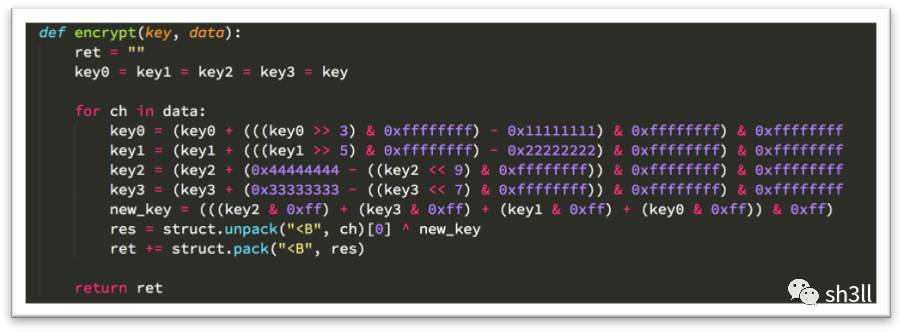 def encrypt(key, data):
    ret = ""
    key0 = key1 = key2 = key3 = key

    for ch in data:
        key0 = (key0 + (((key0 >> 3) & 0xffffffff) - 0x11111111) & 0xffffffff) & 0xffffffff
        key1 = (key1 + (((key1 >> 5) & 0xffffffff) - 0x22222222) & 0xffffffff) & 0xffffffff
        key2 = (key2 + (0x44444444 - ((key2 << 9) & 0xffffffff)) & 0xffffffff) & 0xffffffff
        key3 = (key3 + (0x33333333 - ((key3 << 7) & 0xffffffff)) & 0xffffffff) & 0xffffffff
        new_key = (((key2 & 0xff) + (key3 & 0xff) + (key1 & 0xff) + (key0 & 0xff)) & 0xff)
        res = struct.unpack("<B", ch)[0] ^ new_key
        ret += struct.pack("<B", res)

    return ret
sh3ll